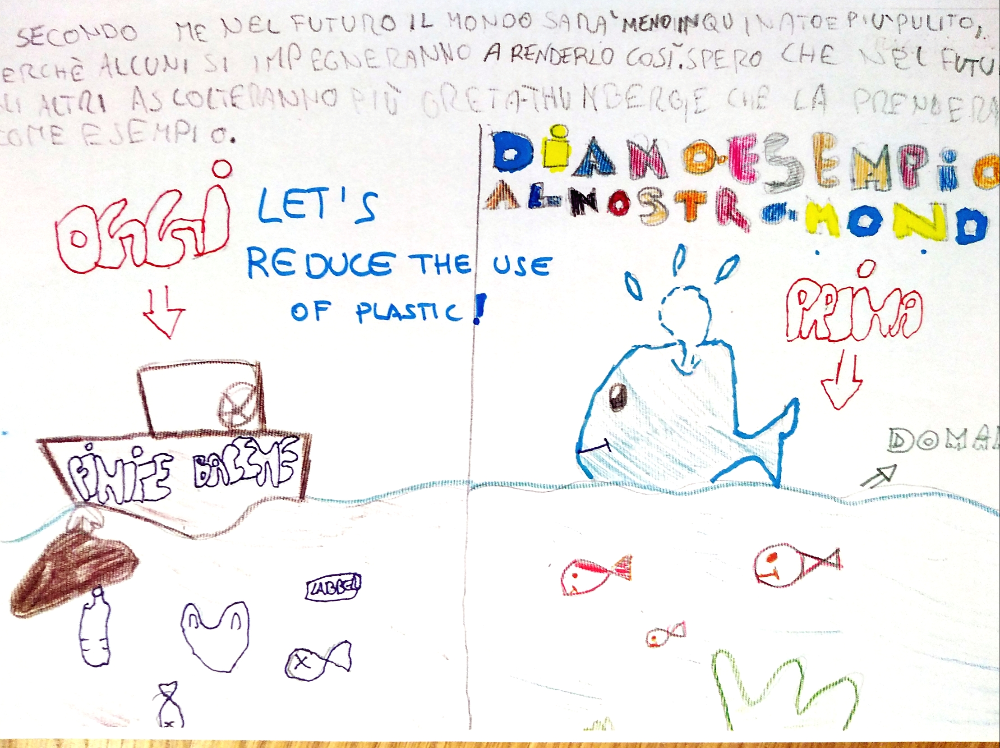 SECONDO ME NEL FUTURO IL MONDO SARA' MENO INQUINATO E PIU' PULITO,
ERCHÈ ALCUNI SI IMPEGNERANNO A RENDERLO COSÌ. SPERO CHE NEL FUTU
LI ALTRI ASCOLTERANNO PIÙ GRETA THUNBERG, E CHE LA PRENDERA
COME ESEMPIO.
DIAMO-ESEMPIO
AL-NOSTRO-MONDO
OGGI
LET'S
REDUCE THE USE
OF PLASTIC!
PRIMA
DOMA
FINITE BALENE
LABBEL